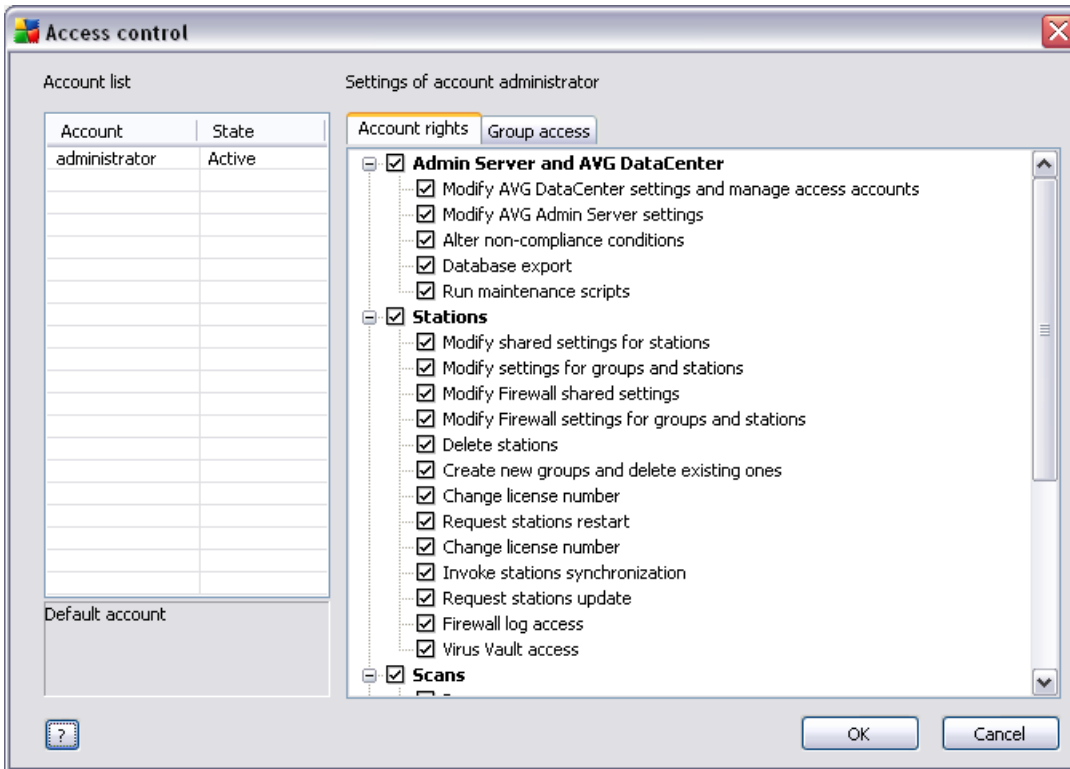 Access control
Account list
Settings of account administrator
Account State
administrator Active
Default account
Account rights Group access
Admin Server and AVG DataCenter
Modify AVG DataCenter settings and manage access accounts
Modify AVG Admin Server settings
Alter non-compliance conditions
Database export
Run maintenance scripts
Stations
Modify shared settings for stations
Modify settings for groups and stations
Modify Firewall shared settings
Modify Firewall settings for groups and stations
Delete stations
Create new groups and delete existing ones
Change license number
Request stations restart
Change license number
Invoke stations synchronization
Request stations update
Firewall log access
Virus Vault access
Scans
?
OK
Cancel